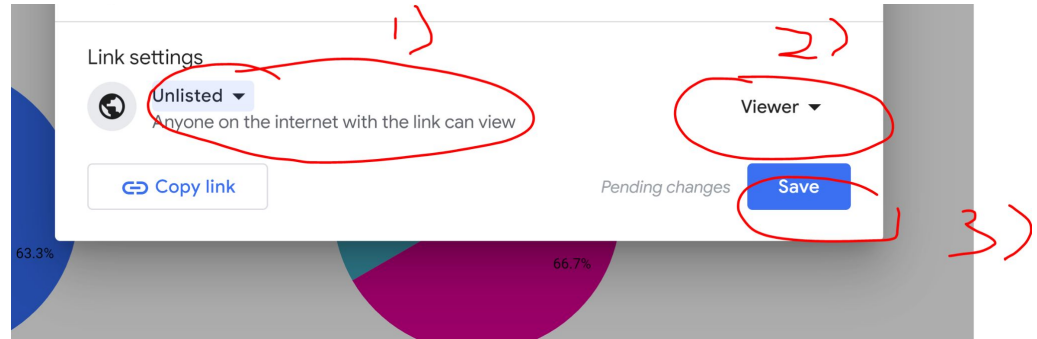 1)
2)
Link settings
Unlisted
Viewer
Anyone on the internet with the link can view
Copy link
Pending changes
Save
3)
63.3%
66.7%